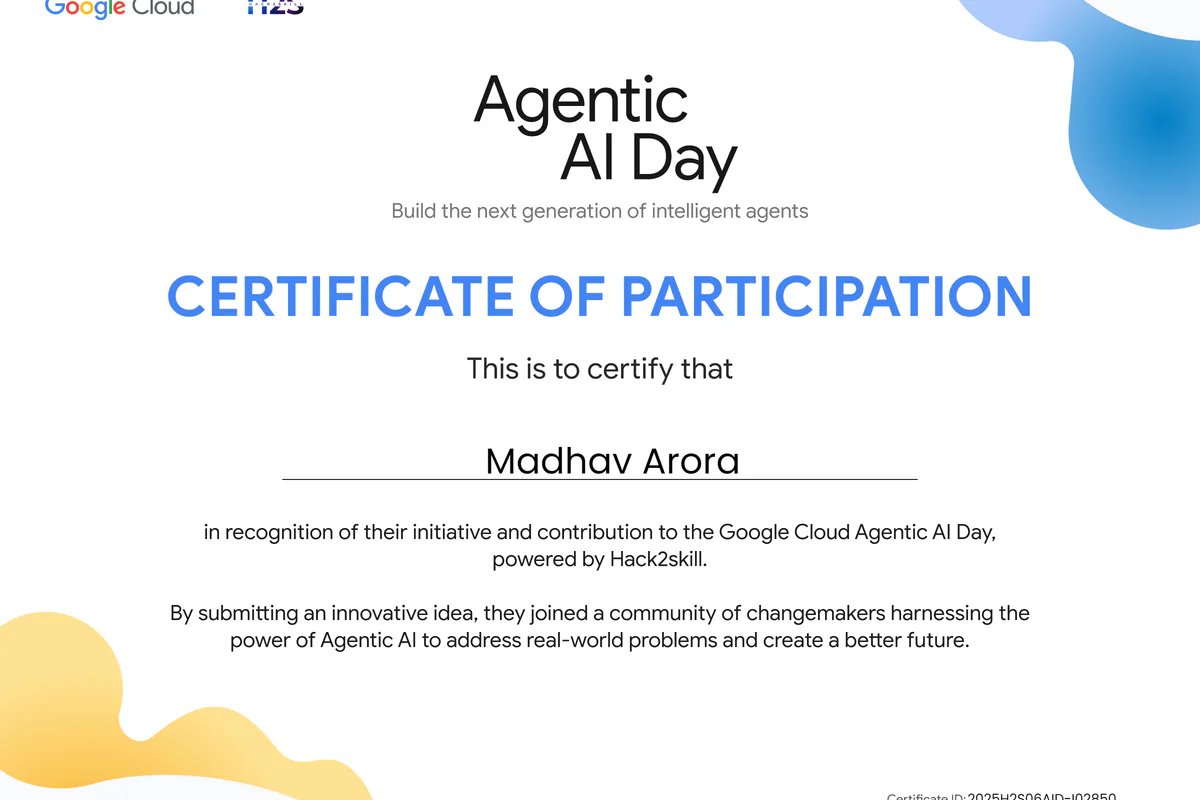 Google Cloud H2S
HACK2SKILL
Agentic
AI Day
Build the next generation of intelligent agents
CERTIFICATE OF PARTICIPATION
This is to certify that
Madhav Arora
in recognition of their initiative and contribution to the Google Cloud Agentic AI Day,
powered by Hack2skill.
By submitting an innovative idea, they joined a community of changemakers harnessing the
power of Agentic AI to address real-world problems and create a better future.
Certificate ID: 2025H2S06AID-I02850